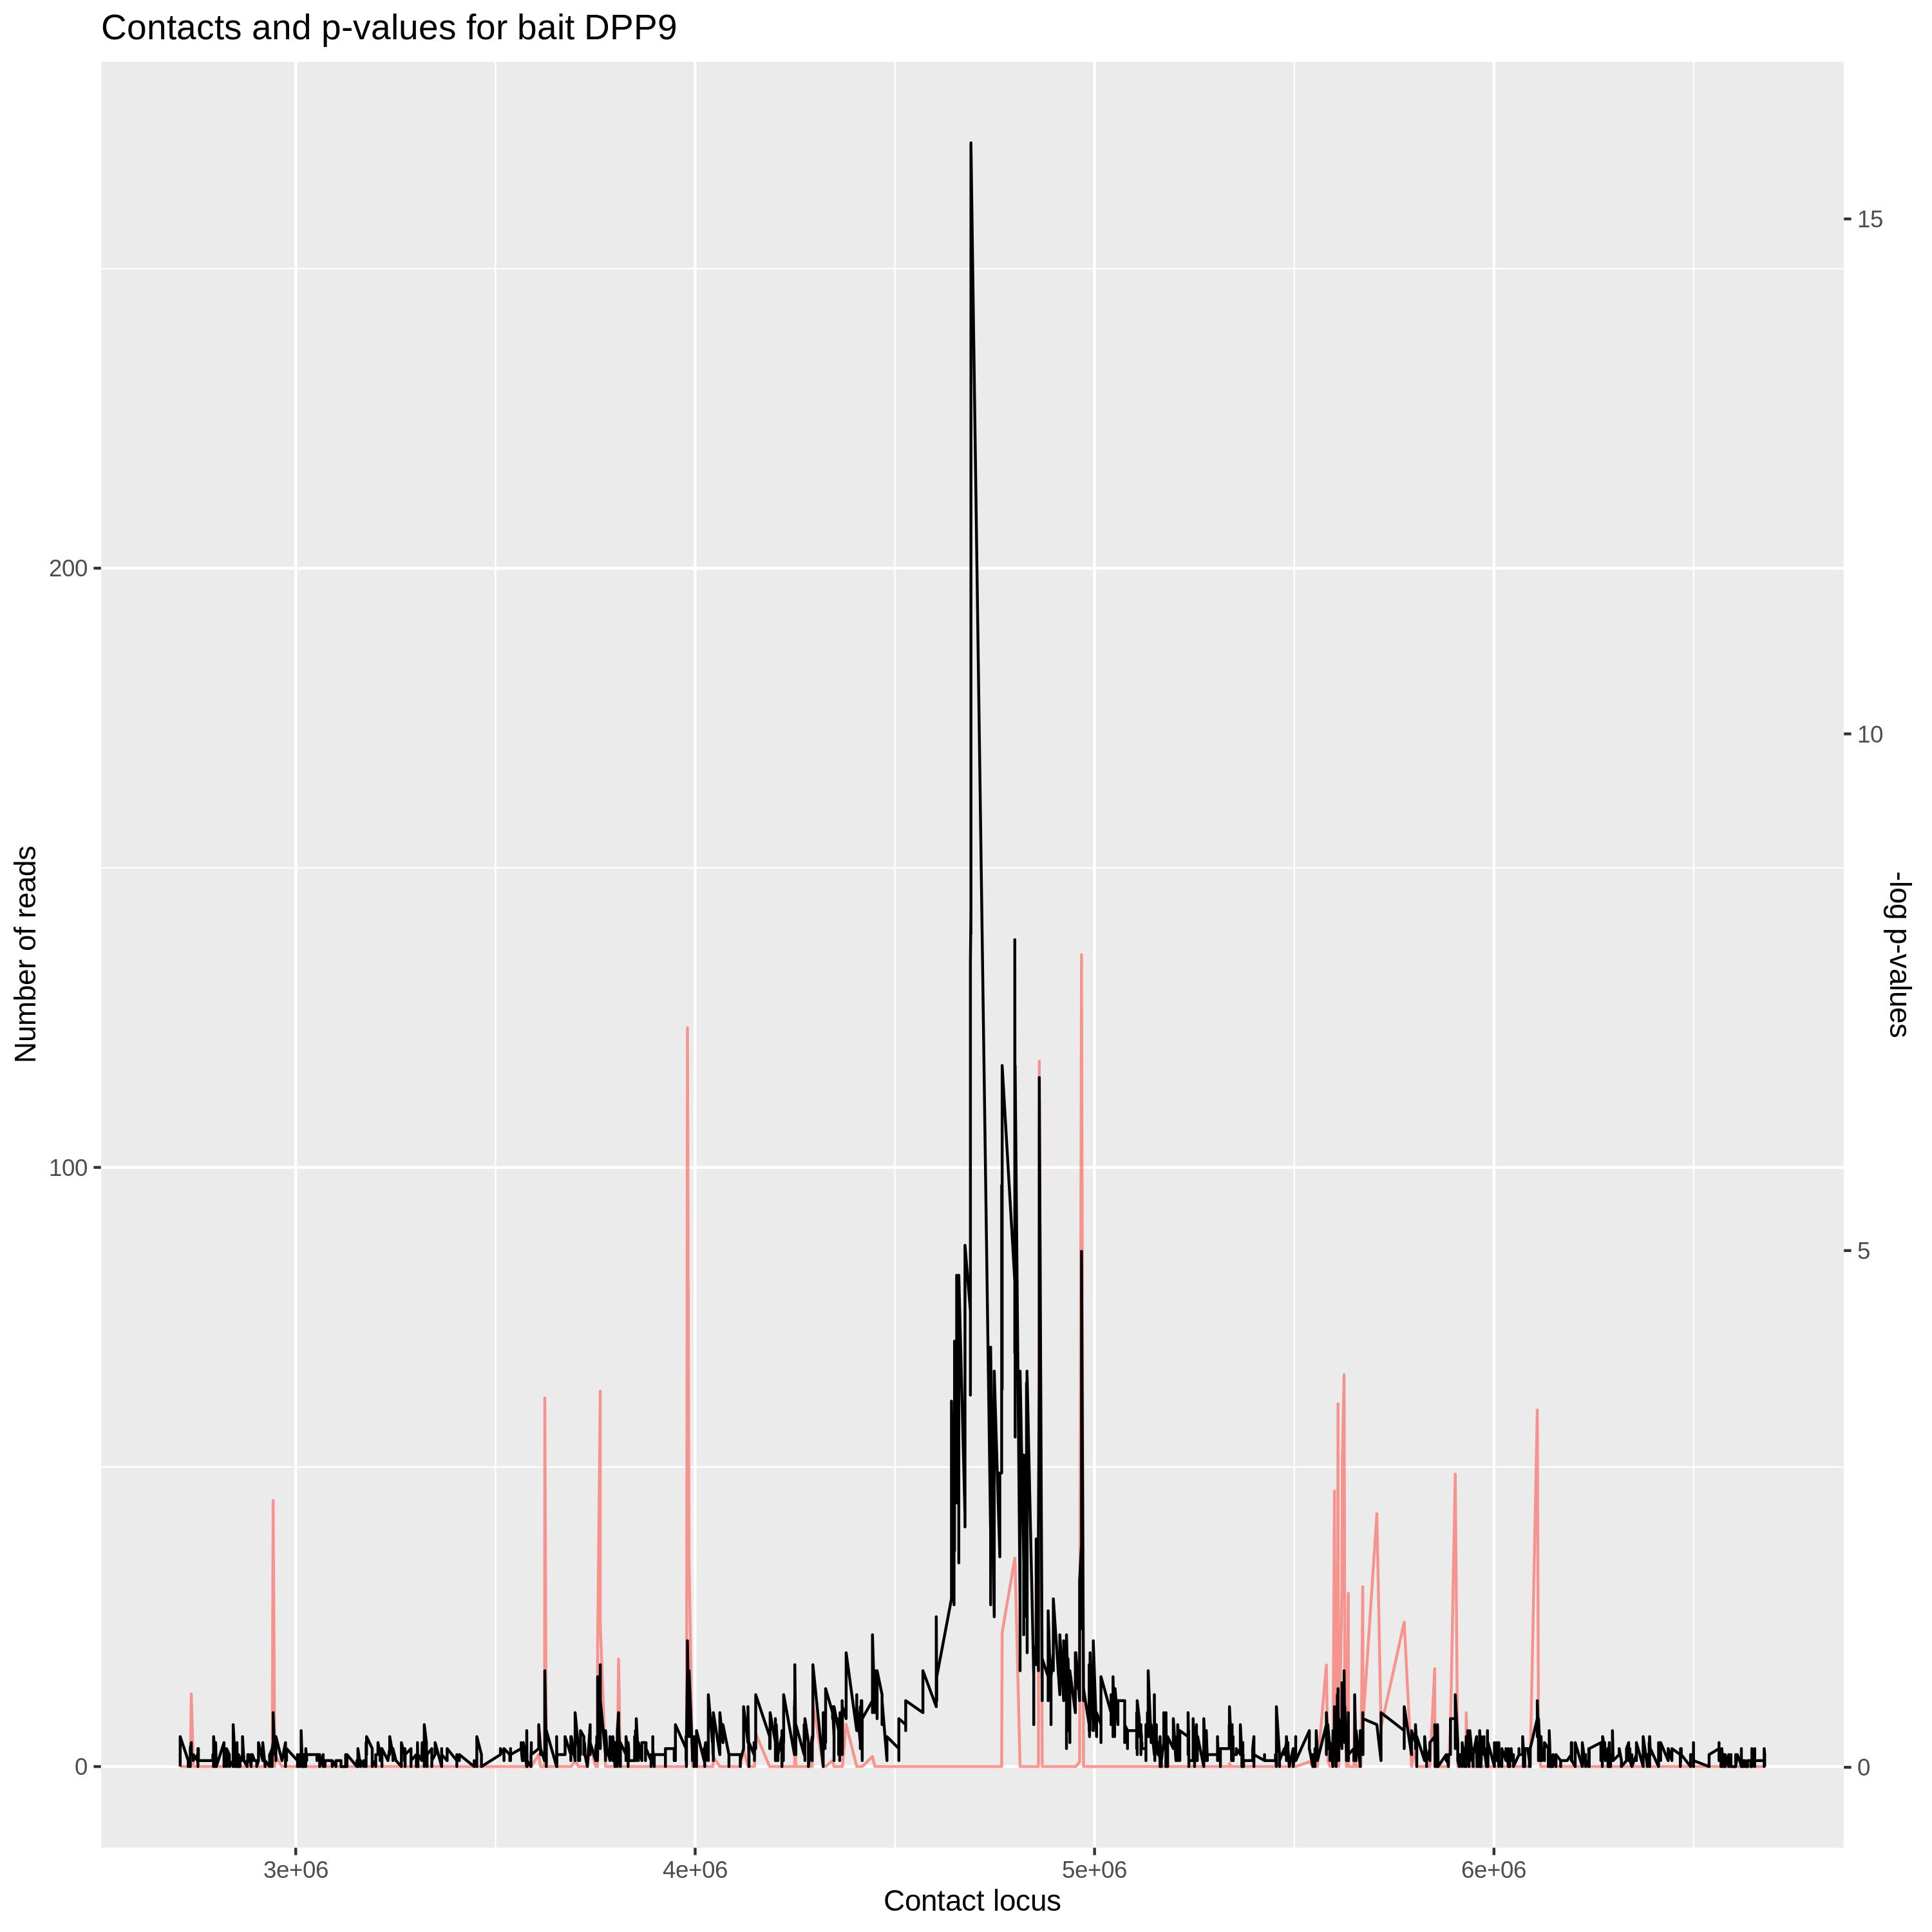 Contacts and p-values for bait DPP9
Number of reads
200
100
0
15
10
5
0
-log p-values
3e+06
4e+06
5e+06
6e+06
Contact locus